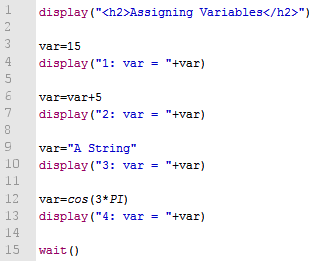 1 display("<h2>Assigning Variables</h2>")
2
3 var=15
4 display("1: var = "+var)
5
6 var=var+5
7 display("2: var = "+var)
8
9 var="A String"
10 display("3: var = "+var)
11
12 var=cos(3*PI)
13 display("4: var = "+var)
14
15 wait()